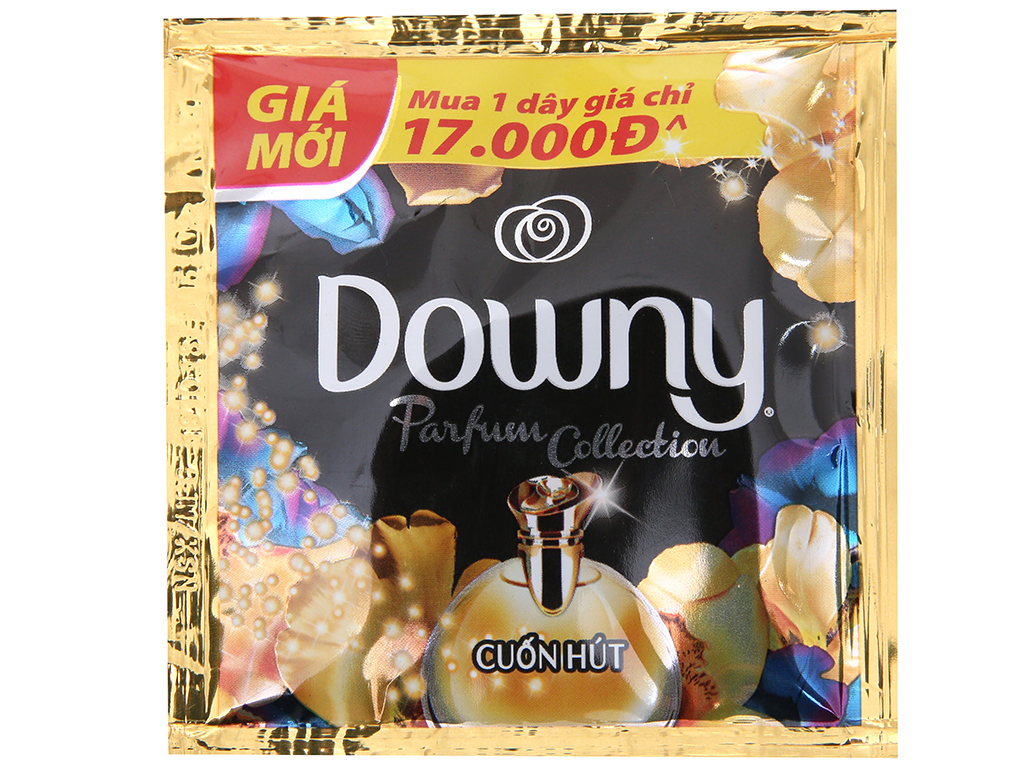 GIÁ
MỚI
Mua 1 dây giá chỉ
17.000Đ^
Downy®
Parfum
Collection
CUỐN HÚT